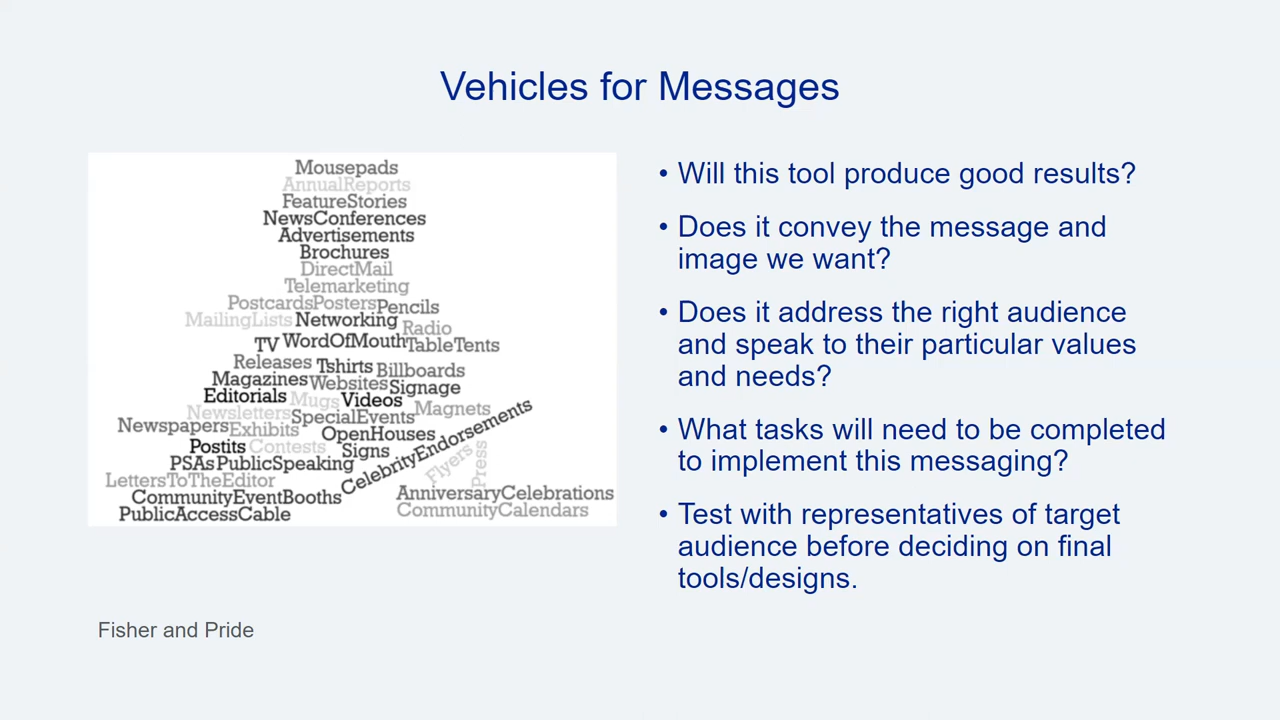 Vehicles for Messages
Mousepads
AnnualReports
FeatureStories
NewsConferences
Advertisements
Brochures
DirectMail
Telemarketing
PostcardsPosters Pencils
MailingLists Networking Radio
TV WordOfMouth TableTents
Releases Tshirts Billboards
Magazines Websites Signage
Editorials Mugs Videos
Newsletters SpecialEvents Magnets
Newspapers Exhibits OpenHouses CelebrityEndorsements
Postits Contests Signs Flyers Press
PSAs PublicSpeaking
LettersToTheEditor
CommunityEventBooths AnniversaryCelebrations
PublicAccessCable CommunityCalendars
• Will this tool produce good results?
• Does it convey the message and
image we want?
• Does it address the right audience
and speak to their particular values
and needs?
• What tasks will need to be completed
to implement this messaging?
• Test with representatives of target
audience before deciding on final
tools/designs.
Fisher and Pride